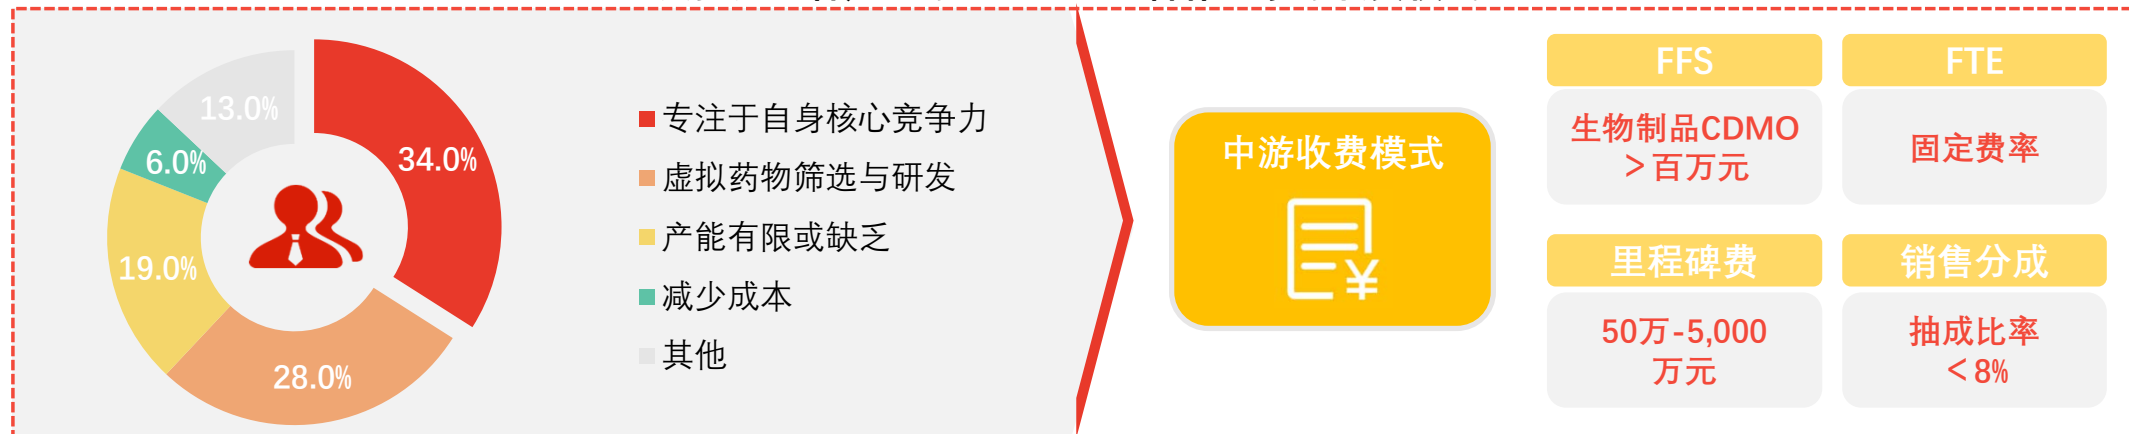 13.0%
34.0%
6.0%
19.0%
28.0%
专注于自身核心竞争力
虚拟药物筛选与研发
产能有限或缺乏
减少成本
其他
中游收费模式
¥
FFS
生物制品CDMO
>百万元
FTE
固定费率
里程碑费
50万-5,000
万元
销售分成
抽成比率
<8%